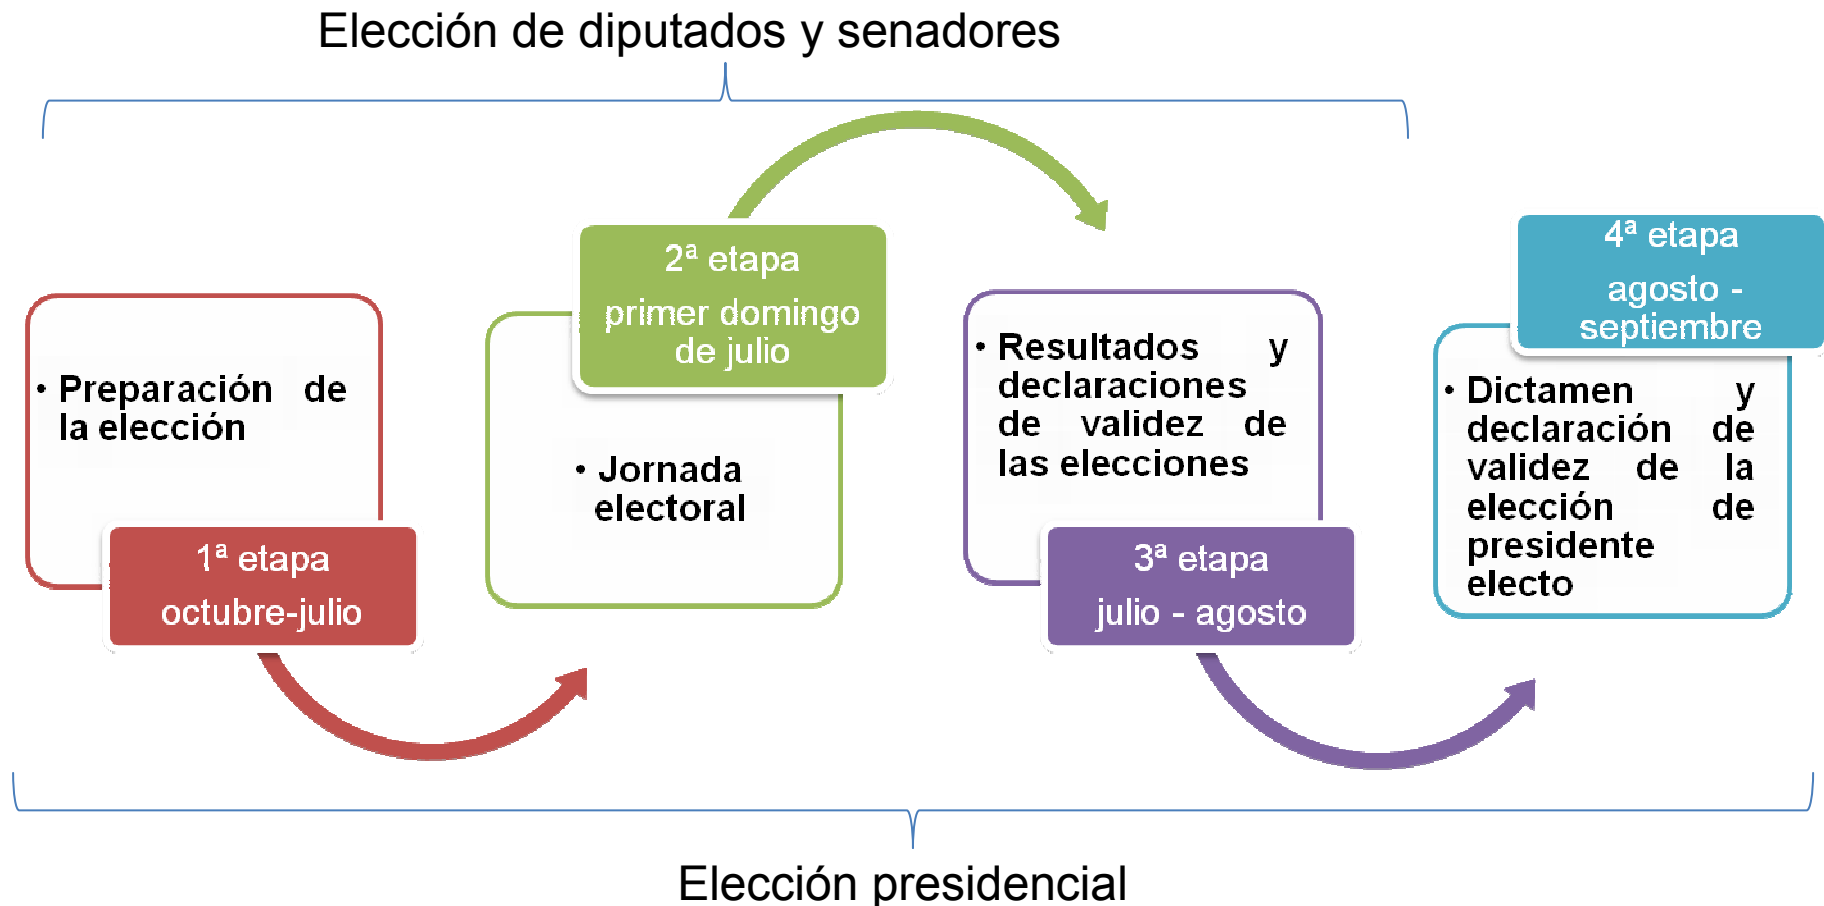 Elección de diputados y senadores
• Preparación de
la elección
1ª etapa
octubre-julio
2ª etapa
primer domingo
de julio
• Jornada
electoral
• Resultados y
declaraciones
de validez de
las elecciones
3ª etapa
julio - agosto
4ª etapa
agosto -
septiembre
• Dictamen y
declaración de
validez de la
elección de
presidente
electo
Elección presidencial